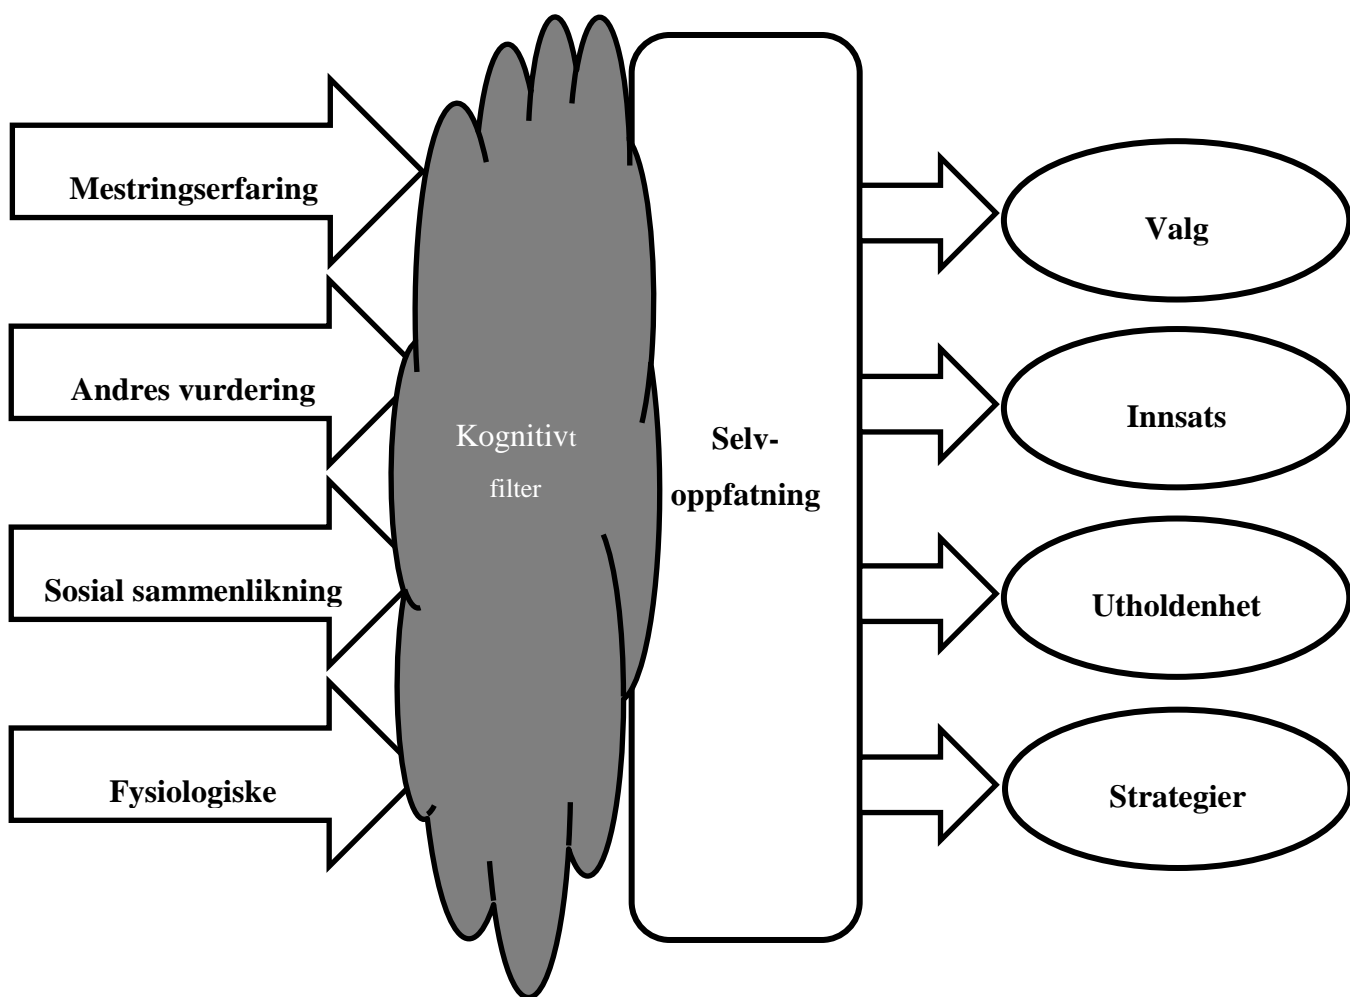 Mestringserfaring
Andres vurdering
Sosial sammenlikning
Fysiologiske
Kognitivt
filter
Selv-
oppfatning
Valg
Innsats
Utholdenhet
Strategier